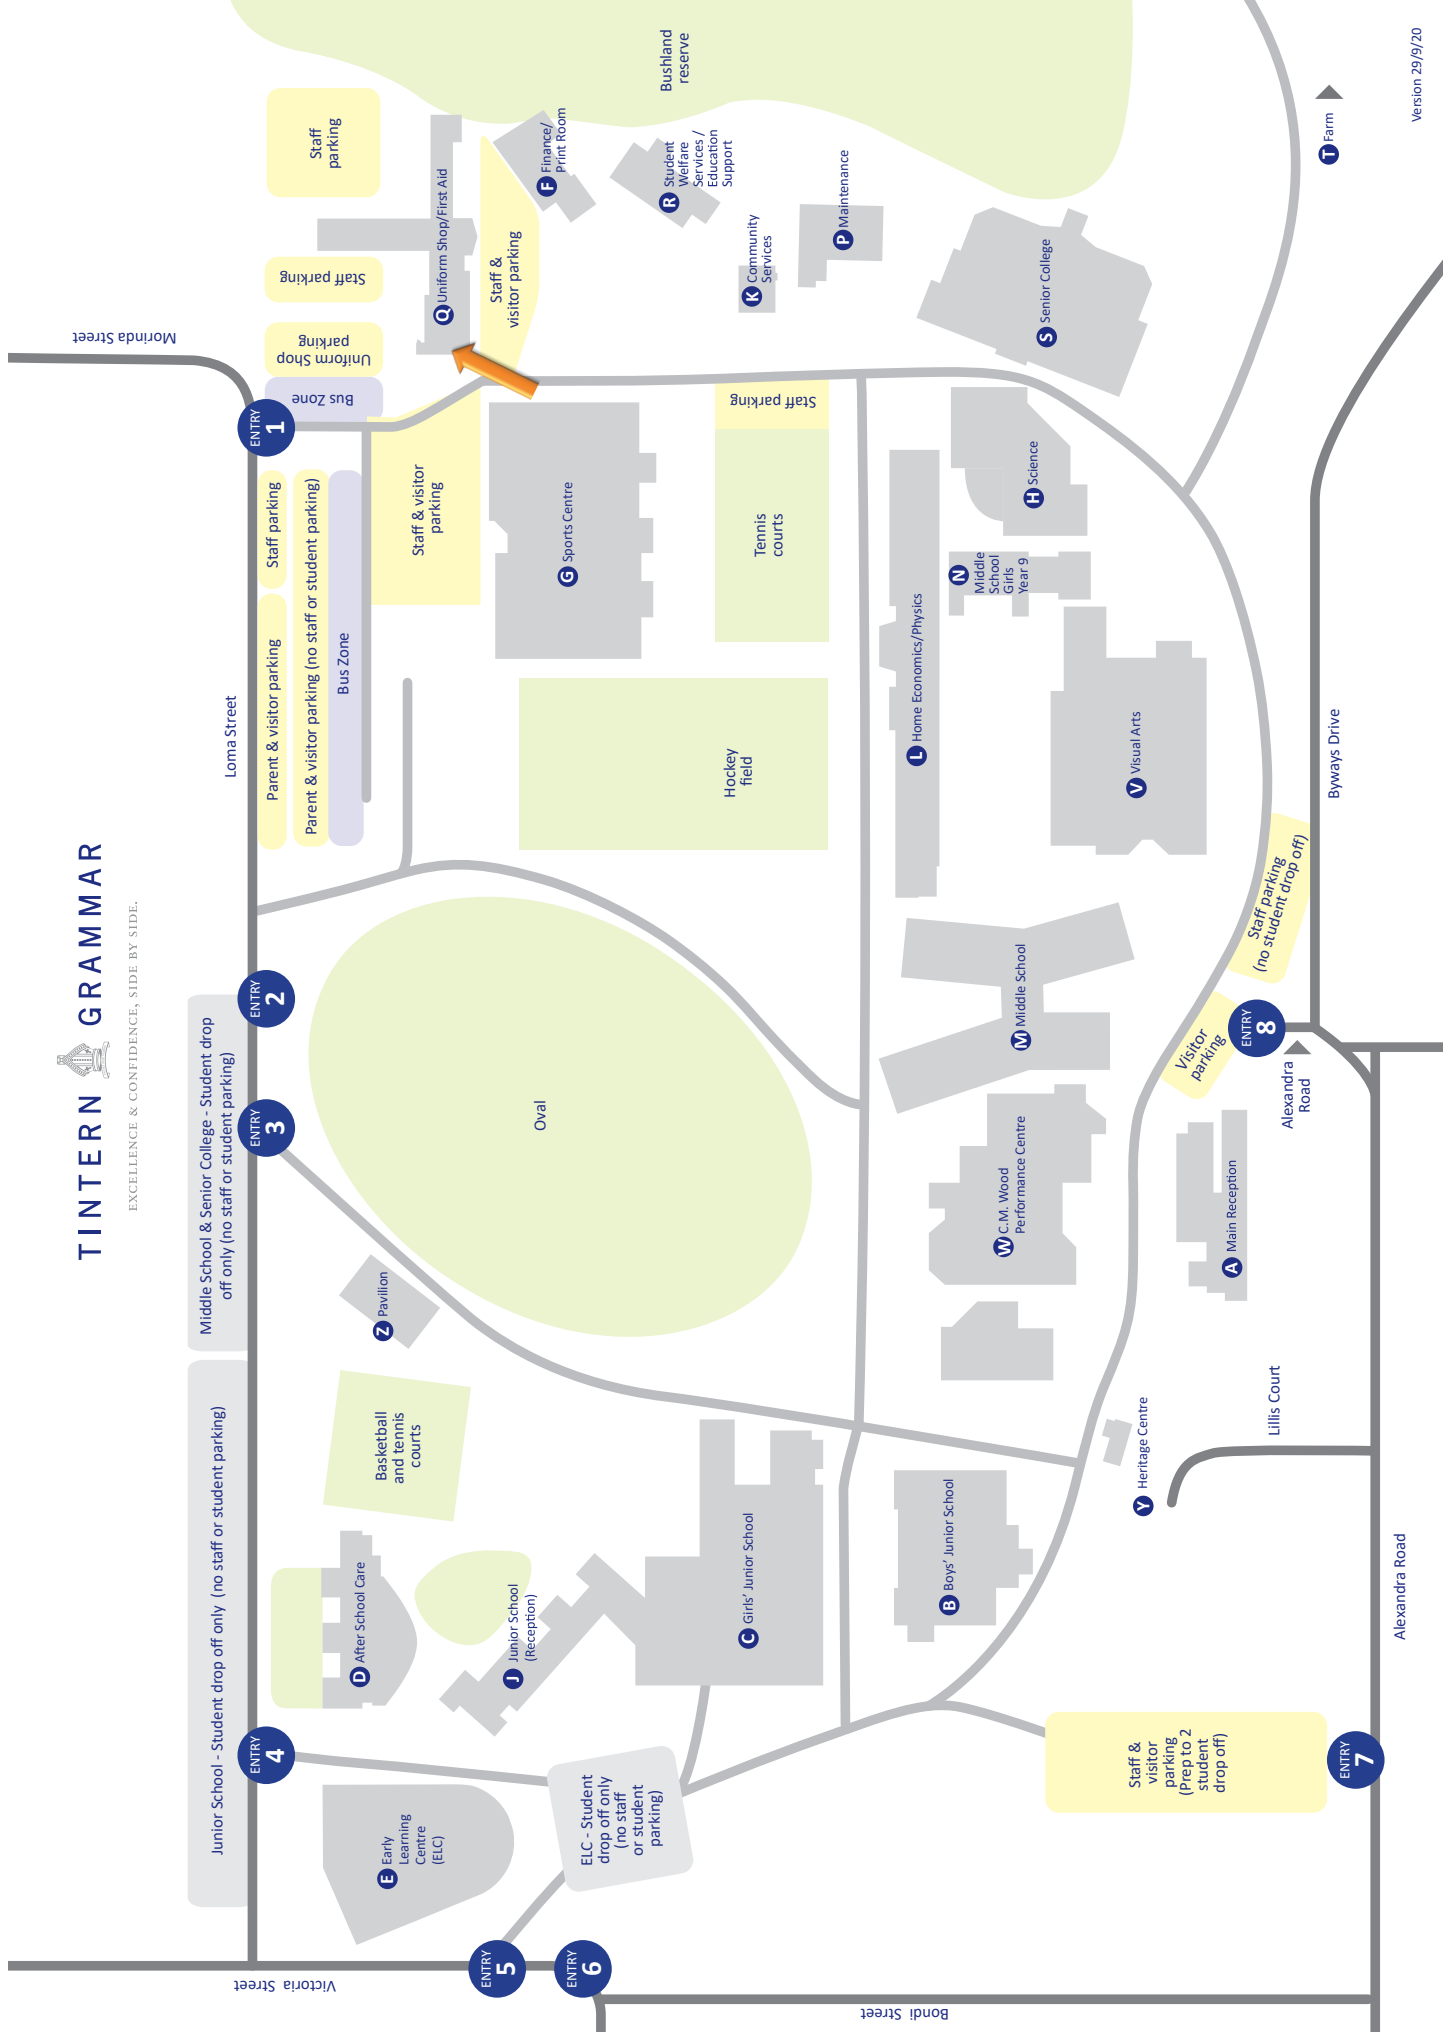 TINTERN GRAMMAR
EXCELLENCE & CONFIDENCE, SIDE BY SIDE.
Junior School - Student drop off only (no staff or student parking)
Middle School & Senior College - Student drop
off only (no staff or student parking)
Victoria Street
Loma Street
Morinda Street
ENTRY
4
ENTRY
3
ENTRY
2
ENTRY
1
Parent & visitor parking
Staff parking
Parent & visitor parking (no staff or student parking)
Bus Zone
Bus Zone
Uniform Shop
parking
Staff parking
Staff
parking
E Early
Learning
Centre
(ELC)
D After School Care
Basketball
and tennis
courts
Z Pavilion
Staff & visitor
parking
Q Uniform Shop/First Aid
Staff &
visitor parking
F Finance/
Print Room
ENTRY
5
ENTRY
6
J Junior School
(Reception)
Oval
G Sports Centre
ELC - Student
drop off only
(no staff
or student
parking)
R Student
Welfare
Services /
Education
Support
Bushland
reserve
C Girls' Junior School
Hockey
field
Tennis
courts
Staff parking
K Community
Services
P Maintenance
Bondi Street
B Boys' Junior School
W C.M. Wood
Performance Centre
M Middle School
L Home Economics/Physics
N
Middle
School
Girls
Year 9
H Science
S Senior College
Y Heritage Centre
V Visual Arts
Staff &
visitor
parking
(Prep to 2
student
drop off)
A Main Reception
Visitor
parking
Staff parking
(no student drop off)
Lillis Court
ENTRY
8
Alexandra
Road
Byways Drive
T Farm
ENTRY
7
Alexandra Road
Version 29/9/20